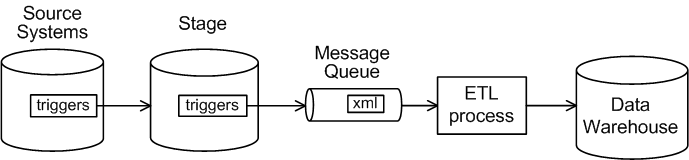 Source
Systems
Stage
Message
Queue
triggers
triggers
xml
ETL
process
Data
Warehouse